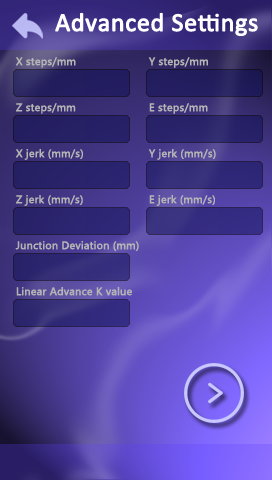 Advanced Settings
X steps/mm Y steps/mm
Z steps/mm E steps/mm
X jerk (mm/s) Y jerk (mm/s)
Z jerk (mm/s) E jerk (mm/s)
Junction Deviation (mm)
Linear Advance K value